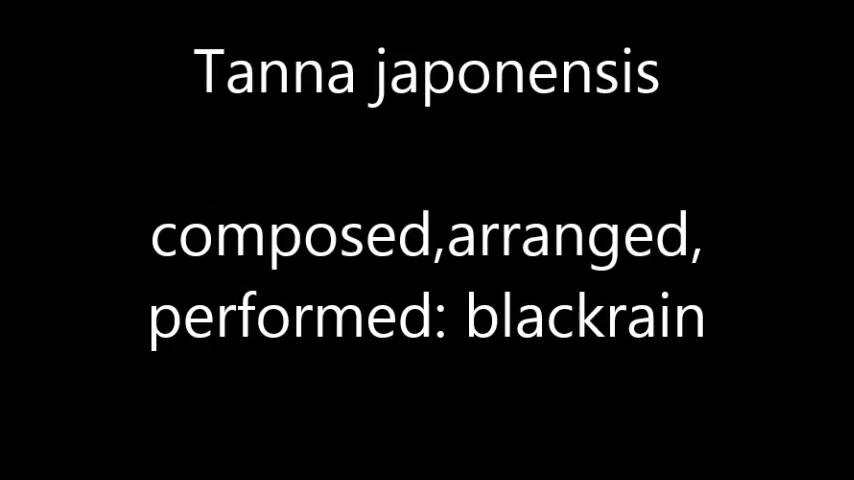 Tanna japonensis
composed,arranged,
performed: blackrain